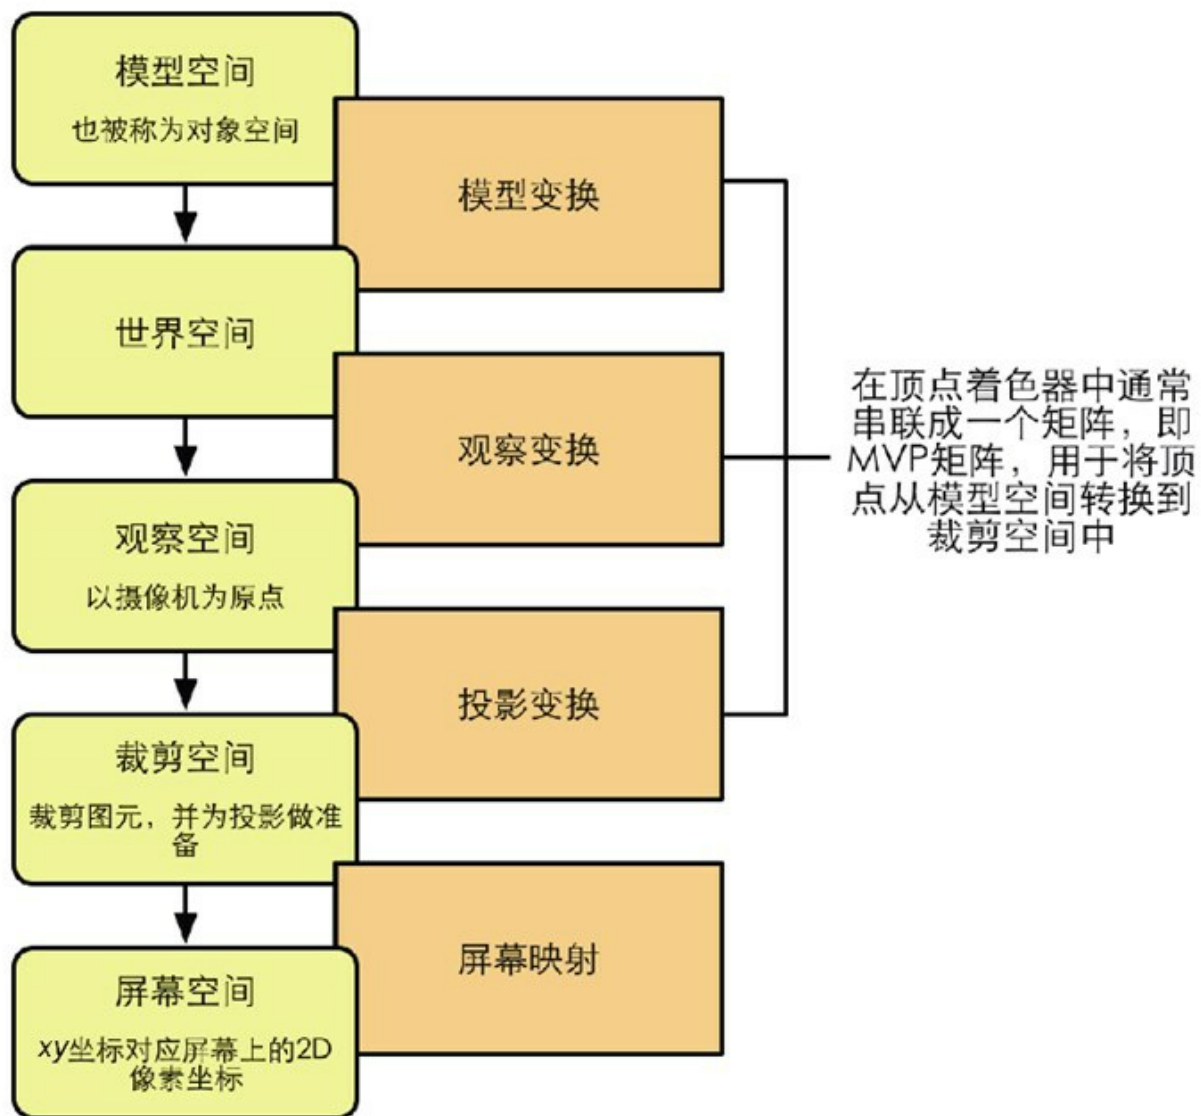 模型空间
也被称为对象空间
模型变换
世界空间
观察变换
在顶点着色器中通常
串联成一个矩阵，即
MVP矩阵，用于将顶
点从模型空间转换到
裁剪空间中
观察空间
以摄像机为原点
投影变换
裁剪空间
裁剪图元，并为投影做准
备
屏幕映射
屏幕空间
xy坐标对应屏幕上的2D
像素坐标